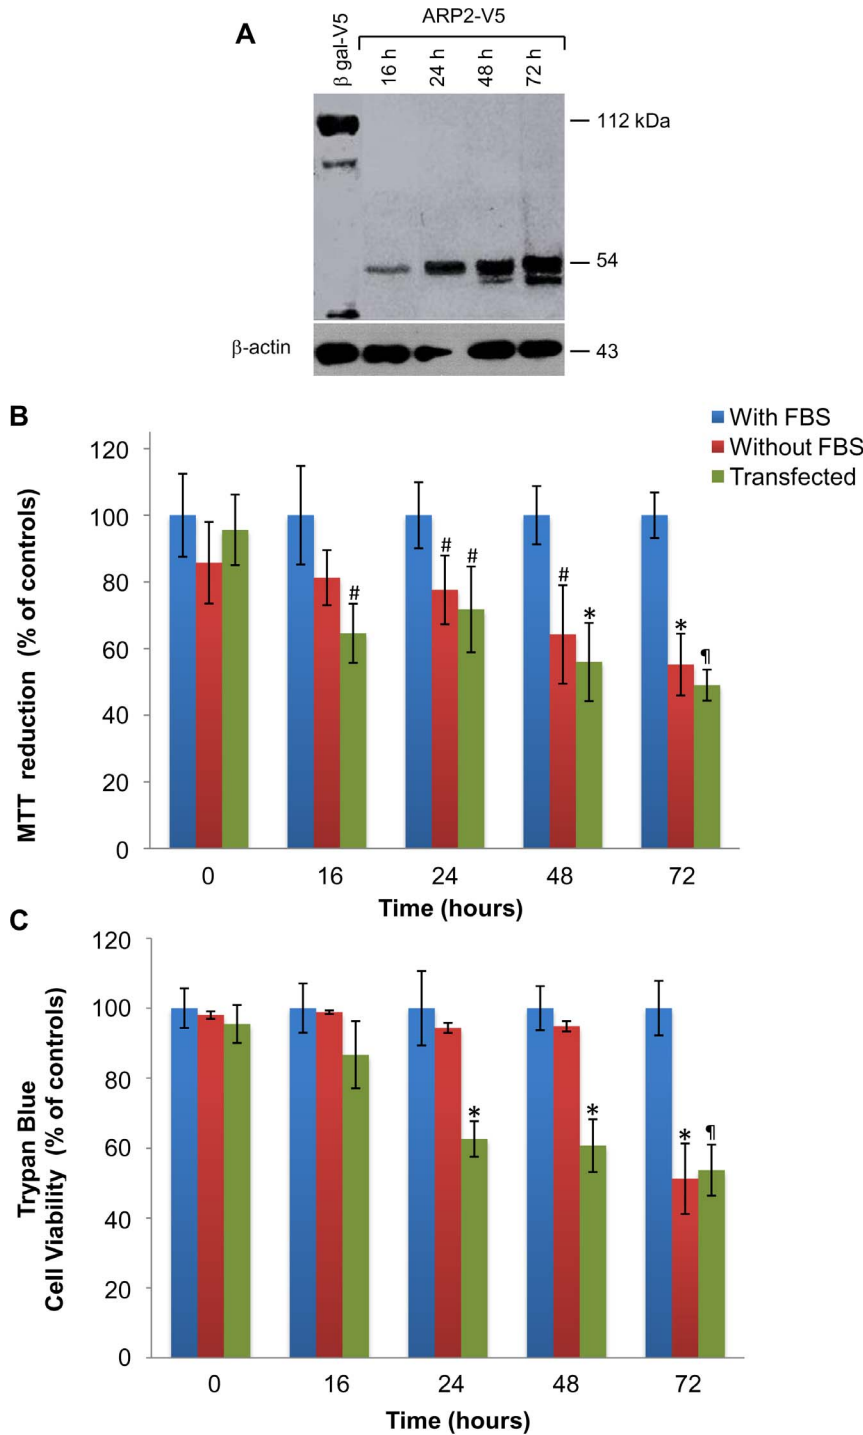 A
ARP2-V5
β gal-V5
16 h
24 h
48 h
72 h
112 kDa
54
β-actin
43
B
With FBS
Without FBS
Transfected
MTT reduction (% of controls)
120
100
80
60
40
20
0
#
# #
# *
* ¶
0 16 24 48 72
Time (hours)
C
Trypan Blue
Cell Viability (% of controls)
120
100
80
60
40
20
0
*
*
* ¶
0 16 24 48 72
Time (hours)